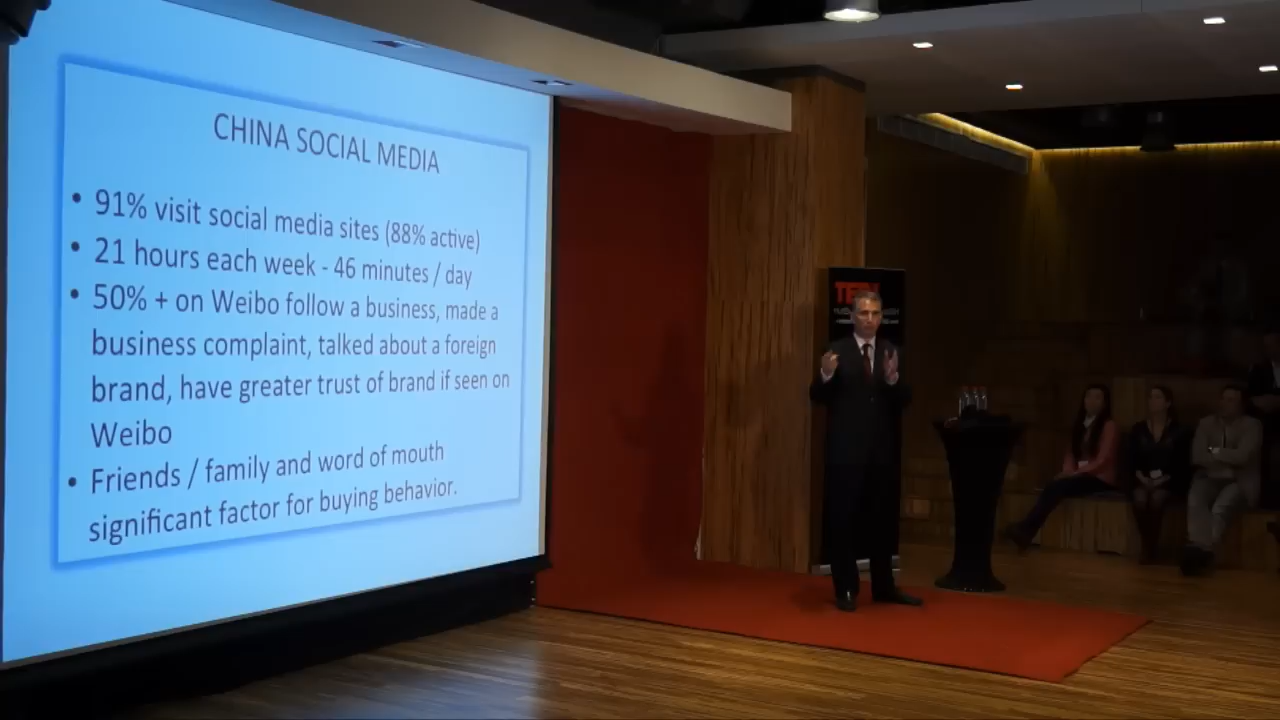 CHINA SOCIAL MEDIA
• 91% visit social media sites (88% active)
• 21 hours each week - 46 minutes / day
• 50% + on Weibo follow a business, made a
business complaint, talked about a foreign
brand, have greater trust of brand if seen on
Weibo
• Friends / family and word of mouth
significant factor for buying behavior.